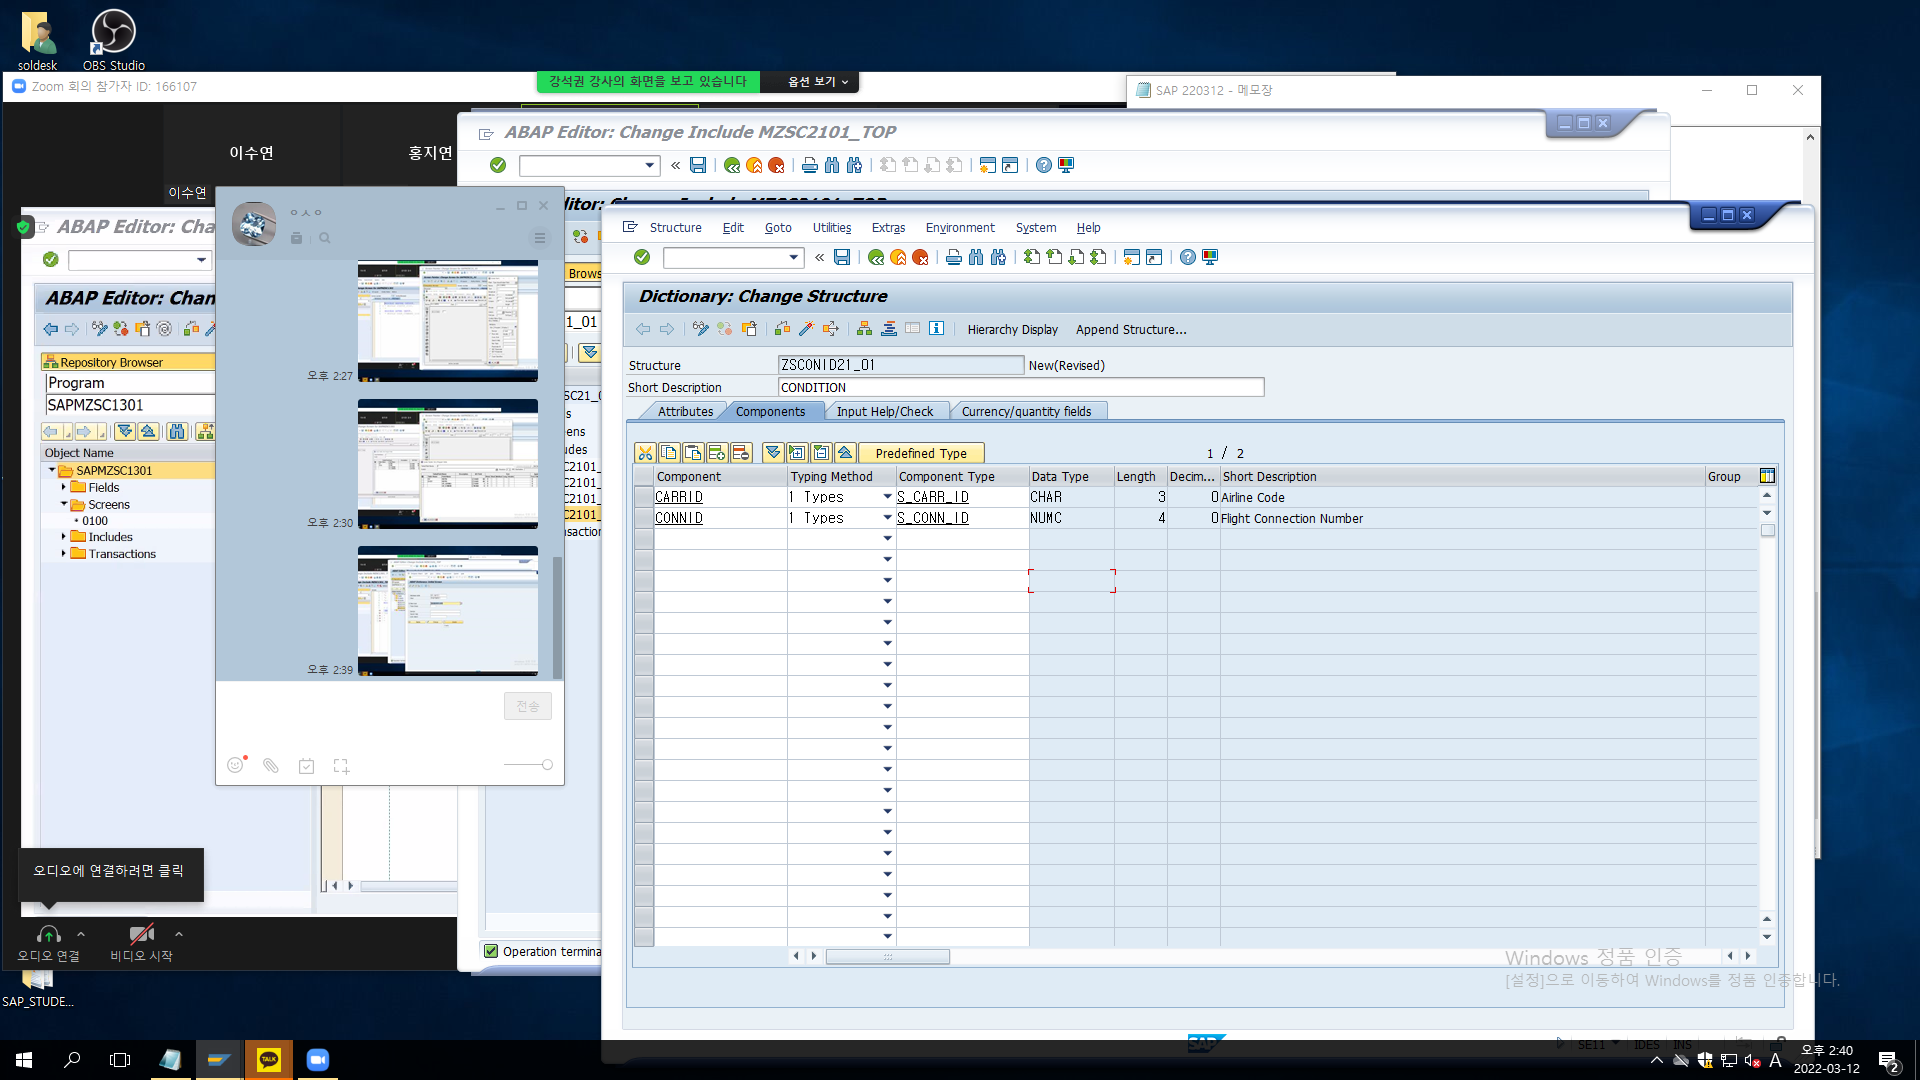 soldesk
OBS Studio
Zoom 회의 참가자 ID: 166107
강석권 강사의 화면을 보고 있습니다
옵션 보기
SAP 220312 - 메모장
이수연
홍지연
이수연
ABAP Editor: Change Include MZSC2101_TOP
ABAP Editor: Cha
ABAP Editor: Chan
Repository Browser
Program
SAPMZSC1301
Object Name
SAPMZSC1301
Fields
Screens
0100
Includes
Transactions
ㅇㅅㅇ
오후 2:27
오후 2:30
오후 2:39
전송
Brows
1_01
Operation termina
Structure
Edit
Goto
Utilities
Extras
Environment
System
Help
Dictionary: Change Structure
Hierarchy Display
Append Structure...
Structure
ZSCONID21_01
New(Revised)
Short Description
CONDITION
Attributes
Components
Input Help/Check
Currency/quantity fields
Predefined Type
1 / 2
Component
Typing Method
Component Type
Data Type
Length
Decim...
Short Description
Group
CARRID
1 Types
S_CARR_ID
CHAR
3
0
Airline Code
CONNID
1 Types
S_CONN_ID
NUMC
4
0
Flight Connection Number
Windows 정품 인증
[설정]으로 이동하여 Windows를 정품 인증합니다.
오디오에 연결하려면 클릭
오디오 연결
비디오 시작
SAP_STUDE...
SAP
SE11
IDES
INS
TALK
A
오후 2:40
2022-03-12
2